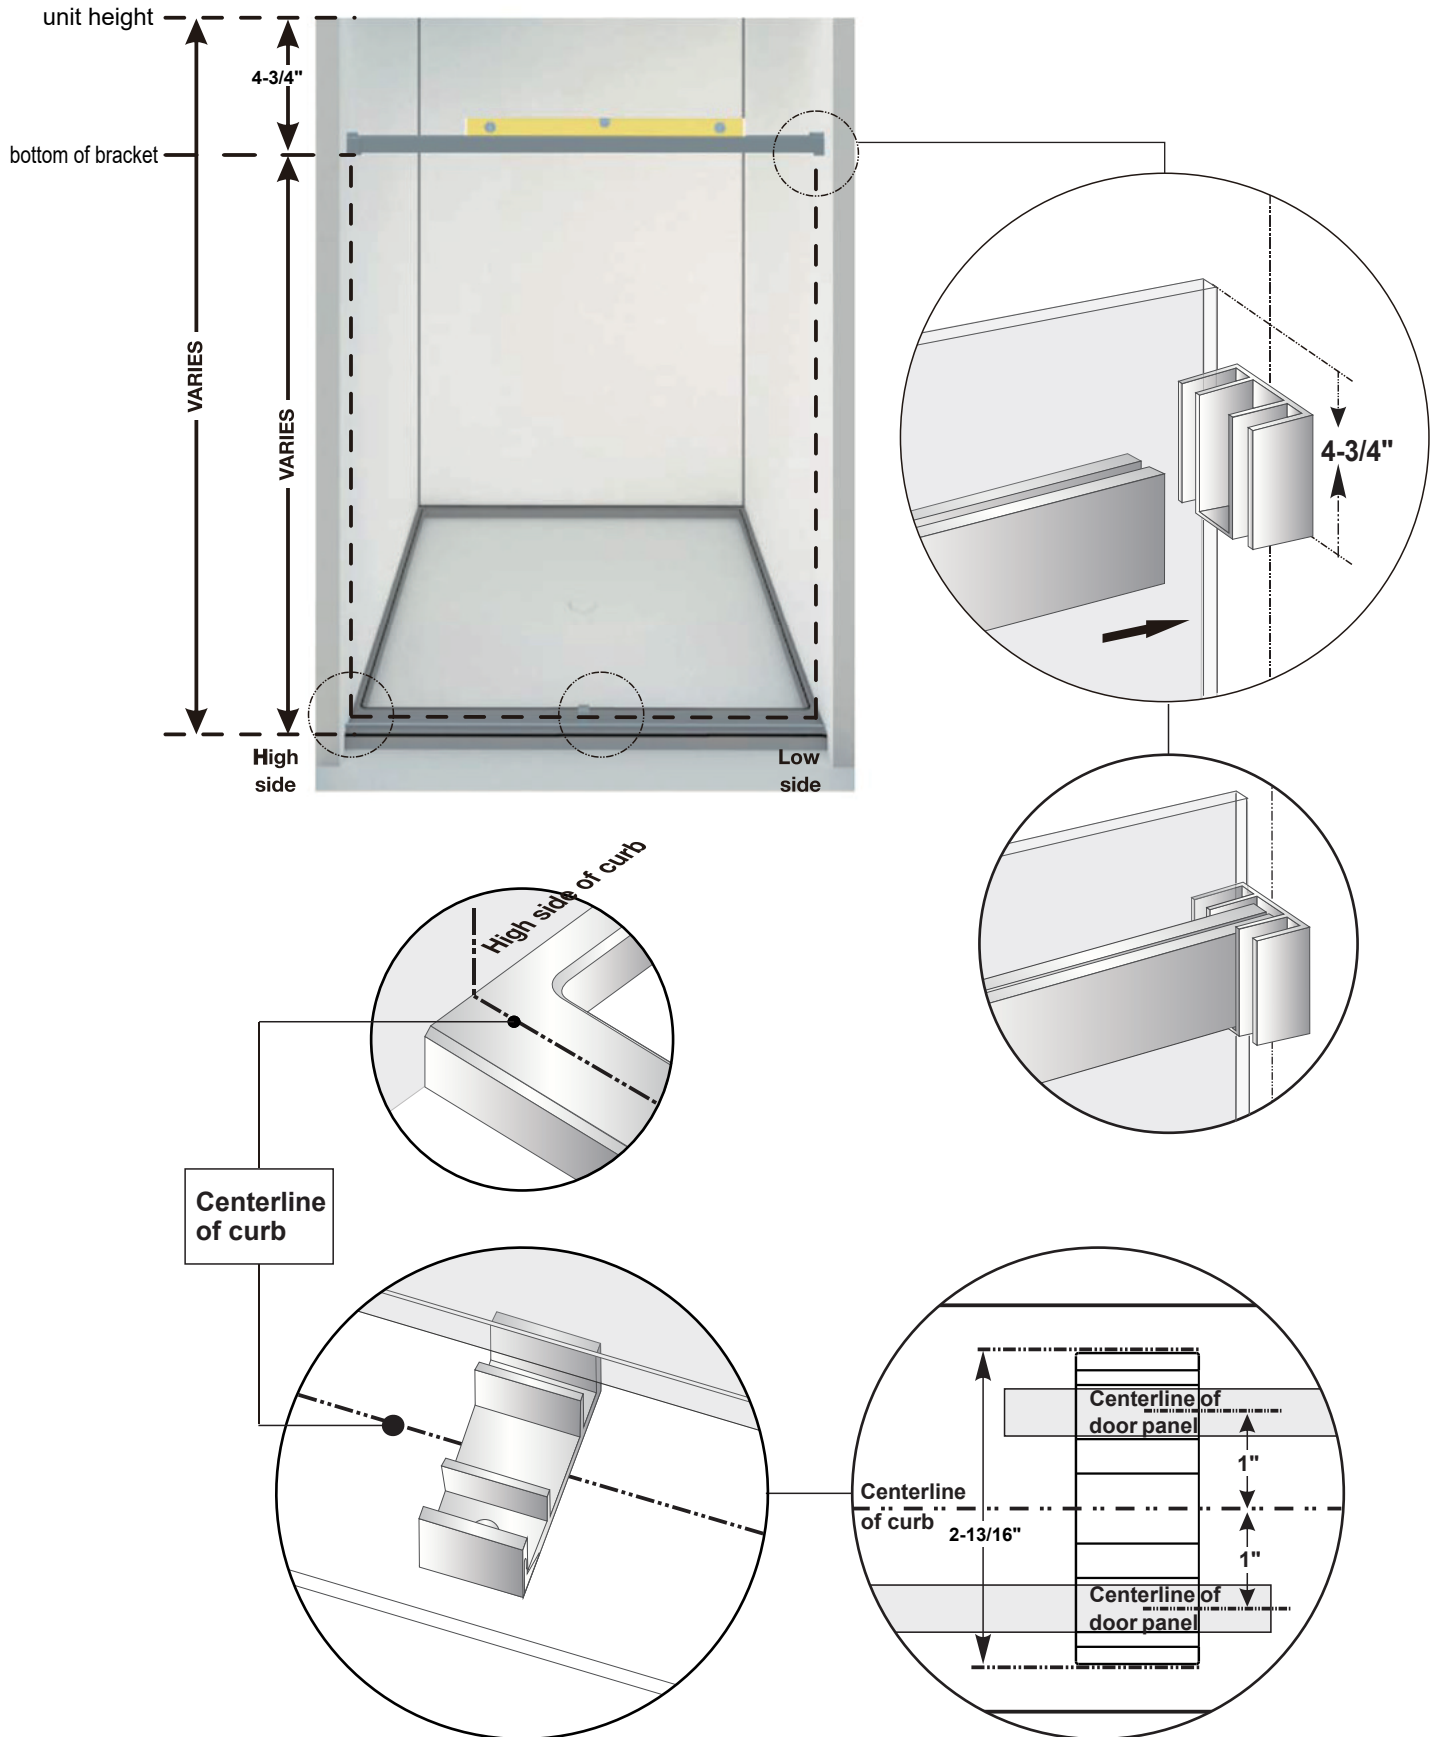 unit height
4-3/4"
bottom of bracket
VARIES
VARIES
4-3/4"
High
side
Low
side
High side of curb
Centerline
of curb
Centerline of
door panel
1"
Centerline
of curb
2-13/16"
1"
Centerline of
door panel